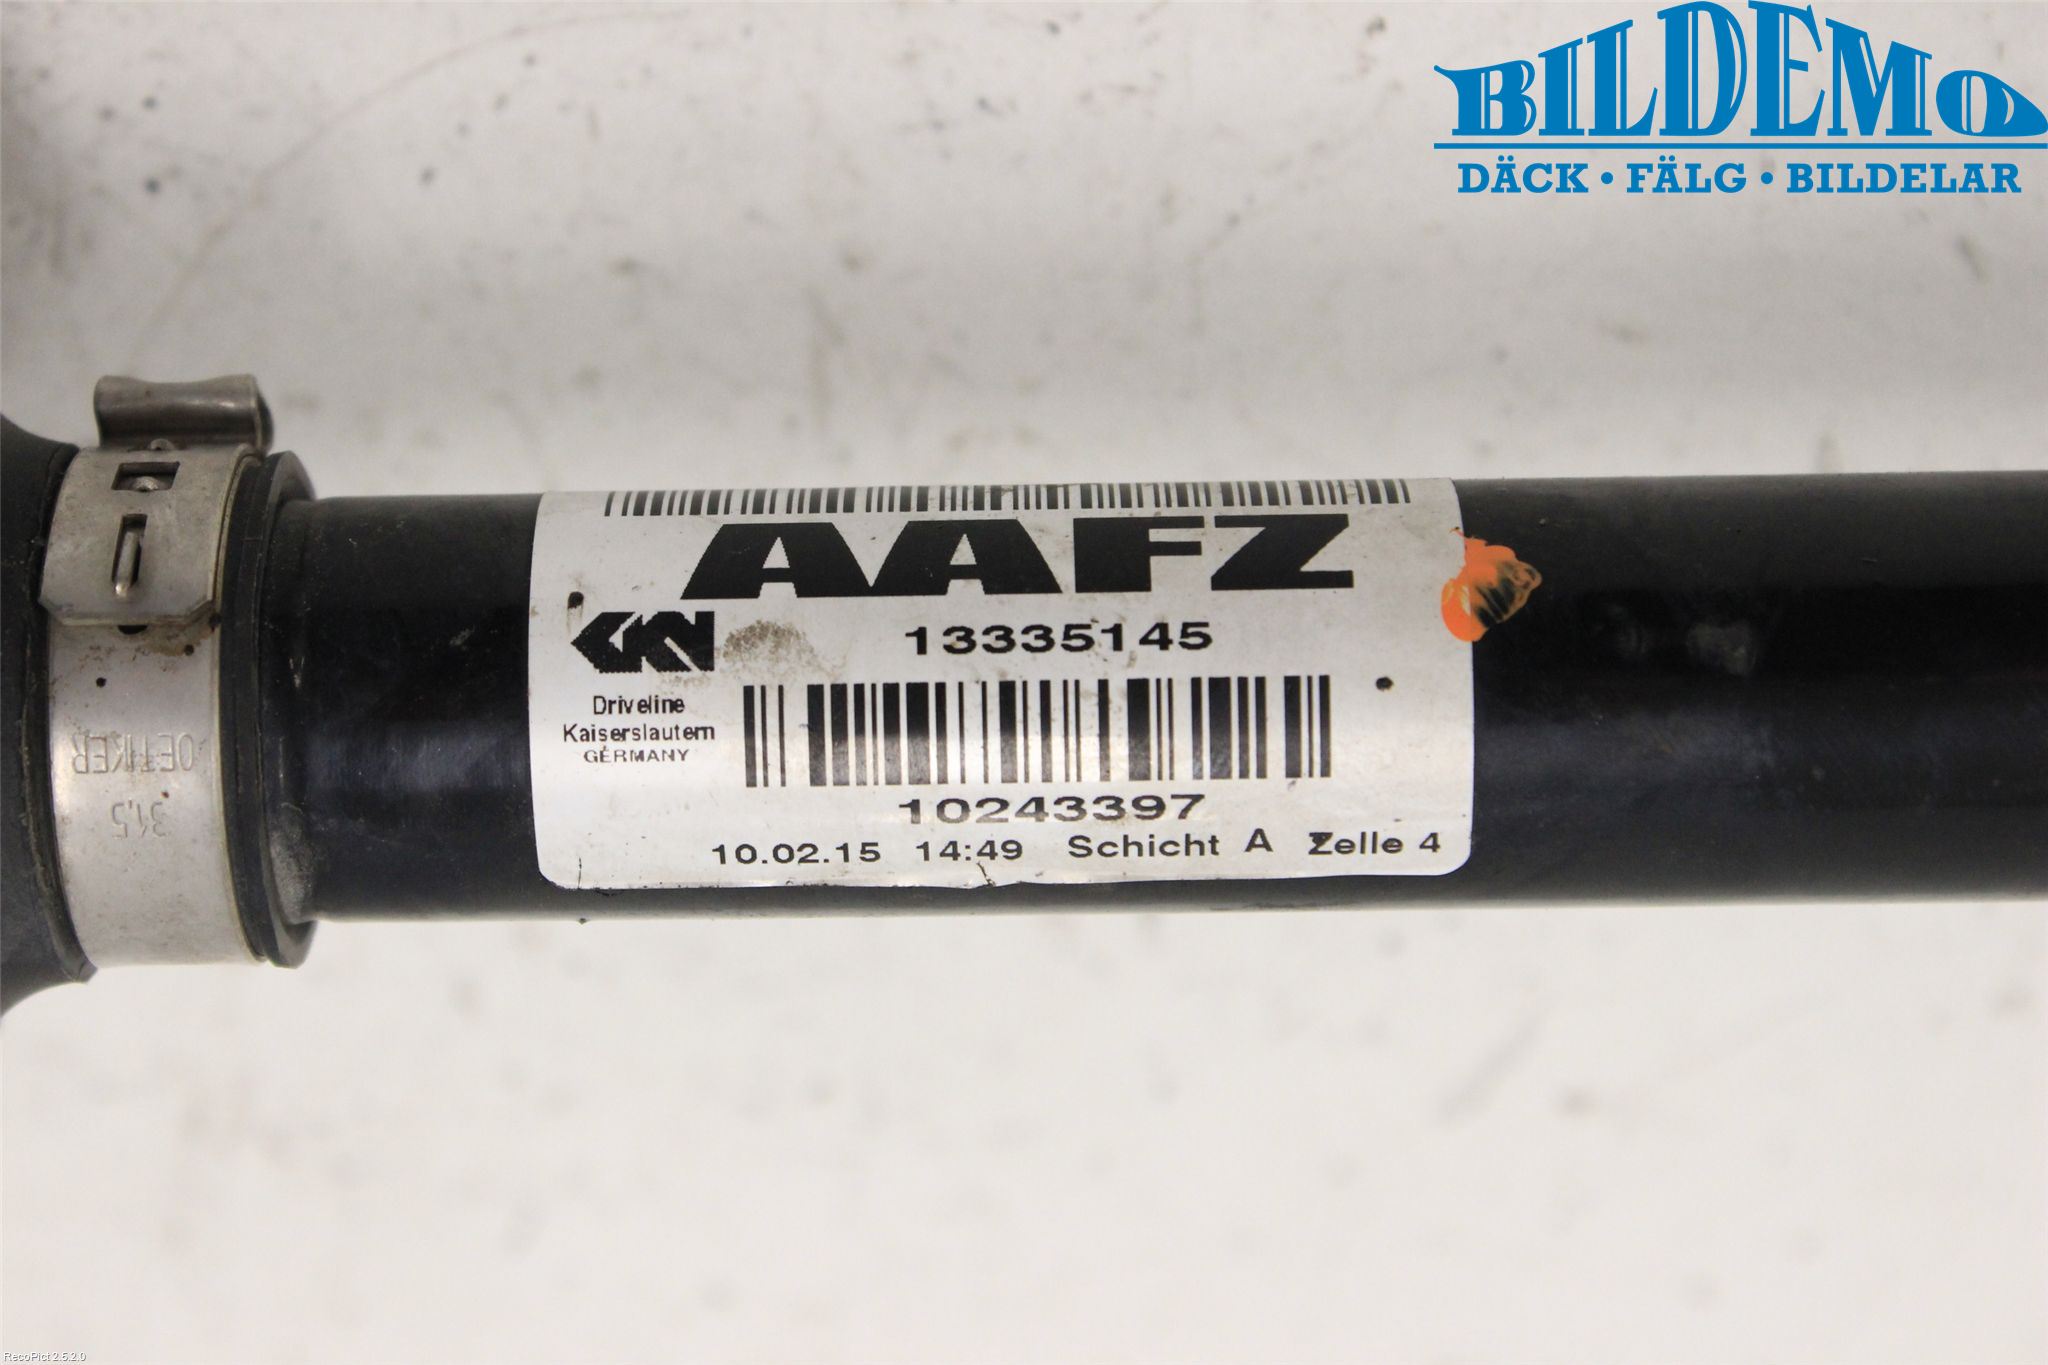 BILDEMO
DÄCK • FÄLG • BILDELAR
AAFZ
GKN
13335145
Driveline
Kaiserslautern
GERMANY
10243397
10.02.15 14:49 Schicht A Zelle 4
OETIKER
31,5
RecoPict 2.5.2.0